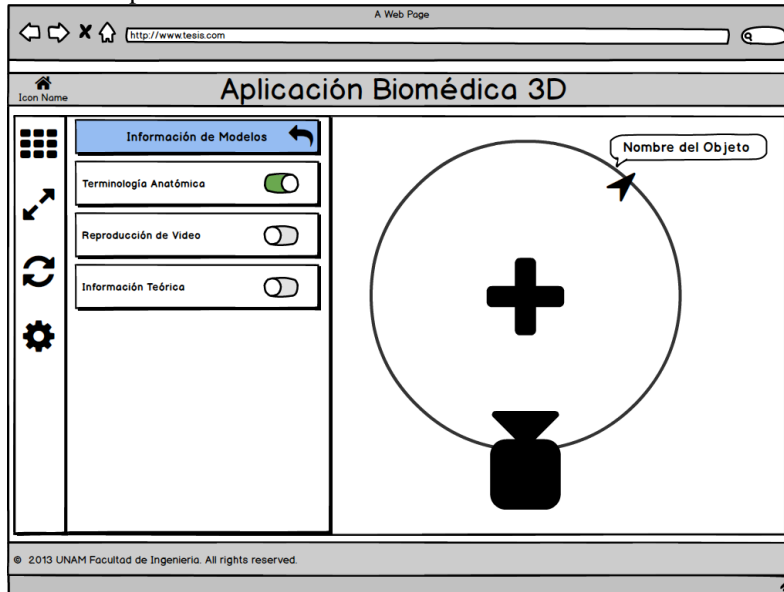 A Web Page
http://www.tesis.com
Icon Name
Aplicación Biomédica 3D
Información de Modelos
Nombre del Objeto
Terminología Anatómica
Reproducción de Video
Información Teórica
© 2013 UNAM Facultad de Ingenieria. All rights reserved.